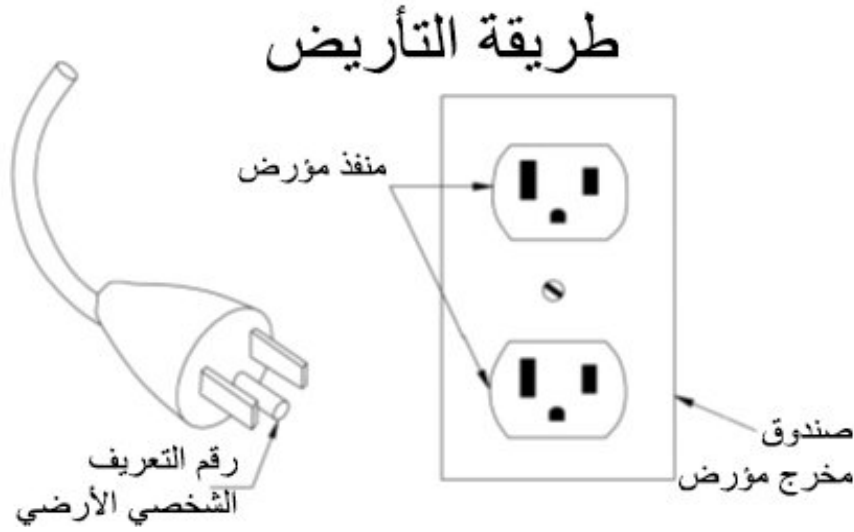 طريقة التأريض
منفذ مؤرض
صندوق
مخرج مؤرض
رقم التعريف
الشخصي الأرضي